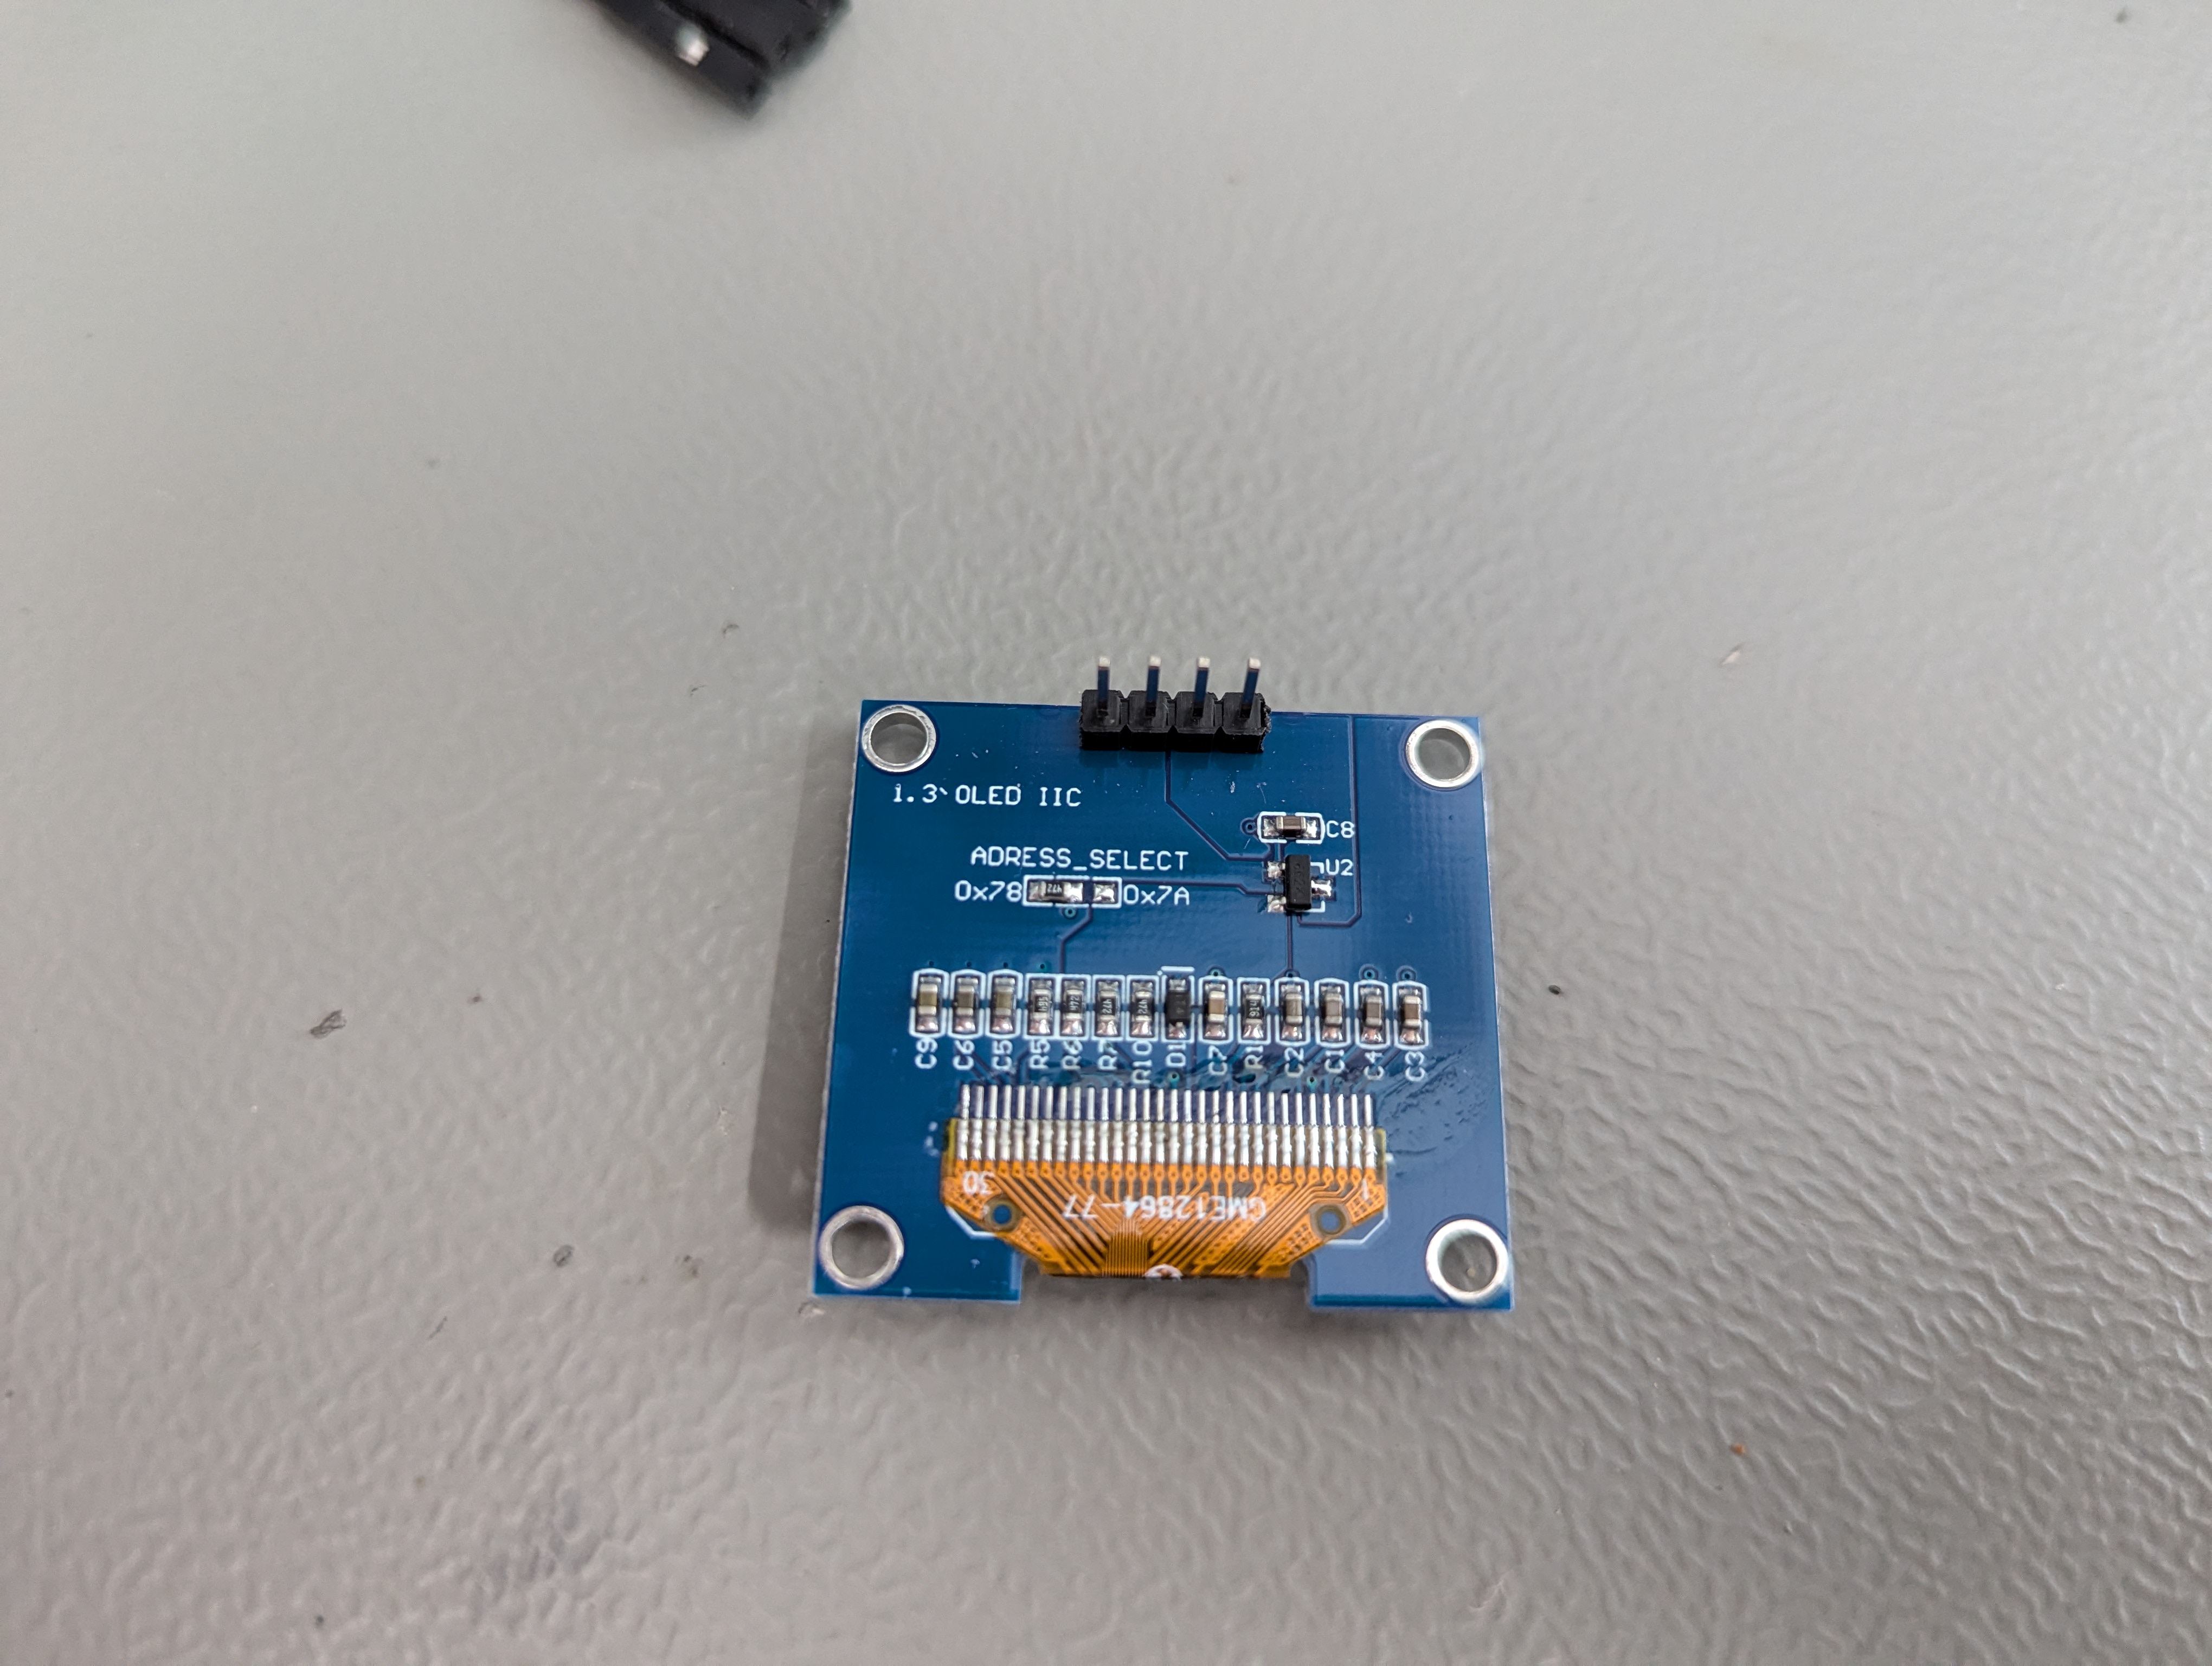 1.3` OLED IIC
C8
ADRESS_SELECT
U2
0x78 472 0x7A
C9 C6 C5 R5 R6 R7 R10 D1 C7 R1 C2 C1 C4 C3
30 1
GME12864-77